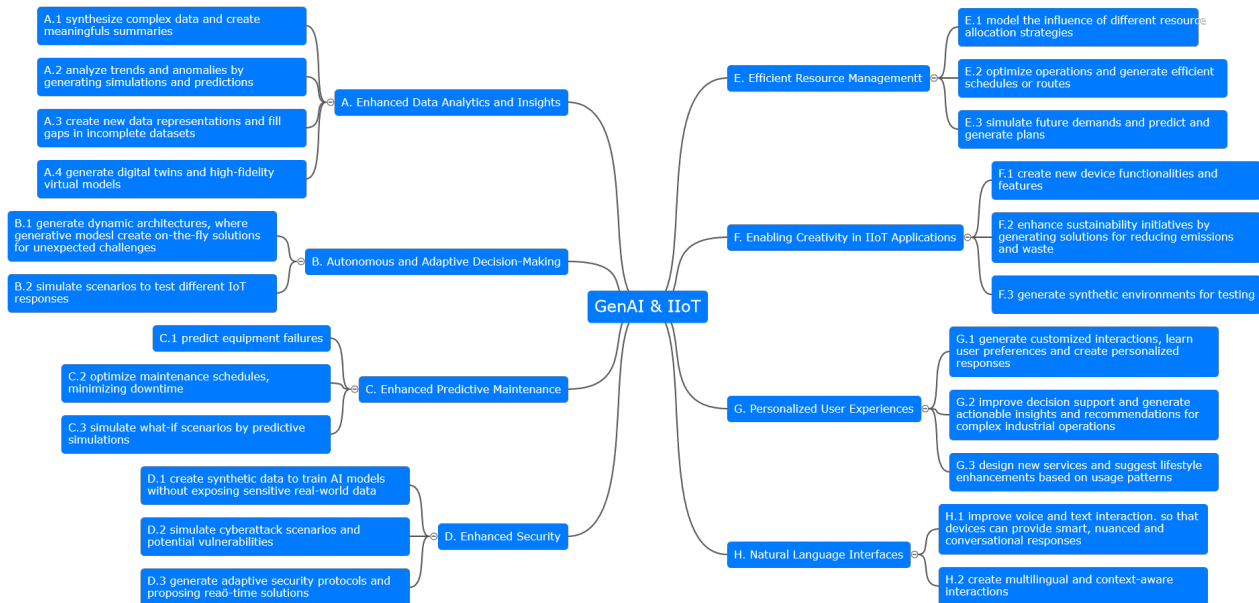 A.1 synthesize complex data and create
meaningfuls summaries
A.2 analyze trends and anomalies by
generating simulations and predictions
A.3 create new data representations and fill
gaps in incomplete datasets
A.4 generate digital twins and high-fidelity
virtual models
A. Enhanced Data Analytics and Insights
B.1 generate dynamic architectures, where
generative modesl create on-the-fly solutions
for unexpected challenges
B.2 simulate scenarios to test different IoT
responses
B. Autonomous and Adaptive Decision-Making
C.1 predict equipment failures
C.2 optimize maintenance schedules,
minimizing downtime
C.3 simulate what-if scenarios by predictive
simulations
C. Enhanced Predictive Maintenance
D.1 create synthetic data to train AI models
without exposing sensitive real-world data
D.2 simulate cyberattack scenarios and
potential vulnerabilities
D.3 generate adaptive security protocols and
proposing reaō-time solutions
D. Enhanced Security
GenAI & IIoT
E. Efficient Resource Managementt
E.1 model the influence of different resource
allocation strategies
E.2 optimize operations and generate efficient
schedules or routes
E.3 simulate future demands and predict and
generate plans
F. Enabling Creativity in IIoT Applications
F.1 create new device functionalities and
features
F.2 enhance sustainability initiatives by
generating solutions for reducing emissions
and waste
F.3 generate synthetic environments for testing
G. Personalized User Experiences
G.1 generate customized interactions, learn
user preferences and create personalized
responses
G.2 improve decision support and generate
actionable insights and recommendations for
complex industrial operations
G.3 design new services and suggest lifestyle
enhancements based on usage patterns
H. Natural Language Interfaces
H.1 improve voice and text interaction. so that
devices can provide smart, nuanced and
conversational responses
H.2 create multilingual and context-aware
interactions